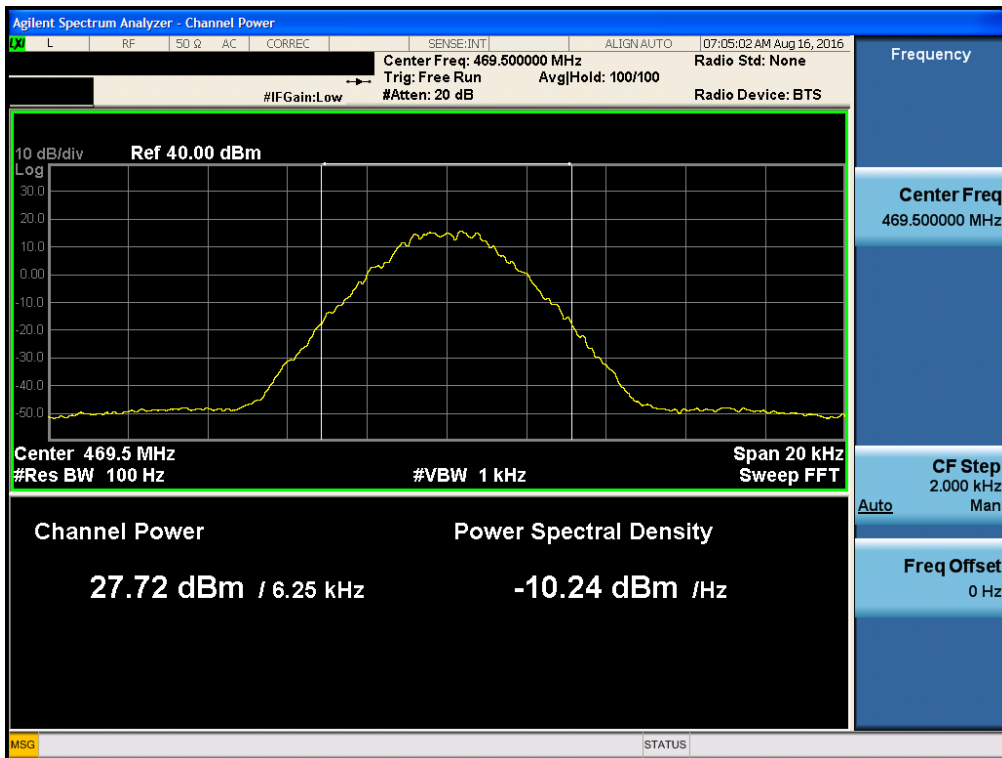 Agilent Spectrum Analyzer - Channel Power
LXI L RF 50 Ω AC CORREC SENSE:INT ALIGN AUTO 07:05:02 AM Aug 16, 2016
Center Freq: 469.500000 MHz Radio Std: None
Trig: Free Run Avg|Hold: 100/100
#IFGain:Low #Atten: 20 dB Radio Device: BTS
10 dB/div Ref 40.00 dBm
Log
30.0
20.0
10.0
0.00
-10.0
-20.0
-30.0
-40.0
-50.0
Center 469.5 MHz Span 20 kHz
#Res BW 100 Hz #VBW 1 kHz Sweep FFT
Channel Power Power Spectral Density
27.72 dBm / 6.25 kHz -10.24 dBm /Hz
Frequency
Center Freq
469.500000 MHz
CF Step
2.000 kHz
Auto Man
Freq Offset
0 Hz
MSG STATUS